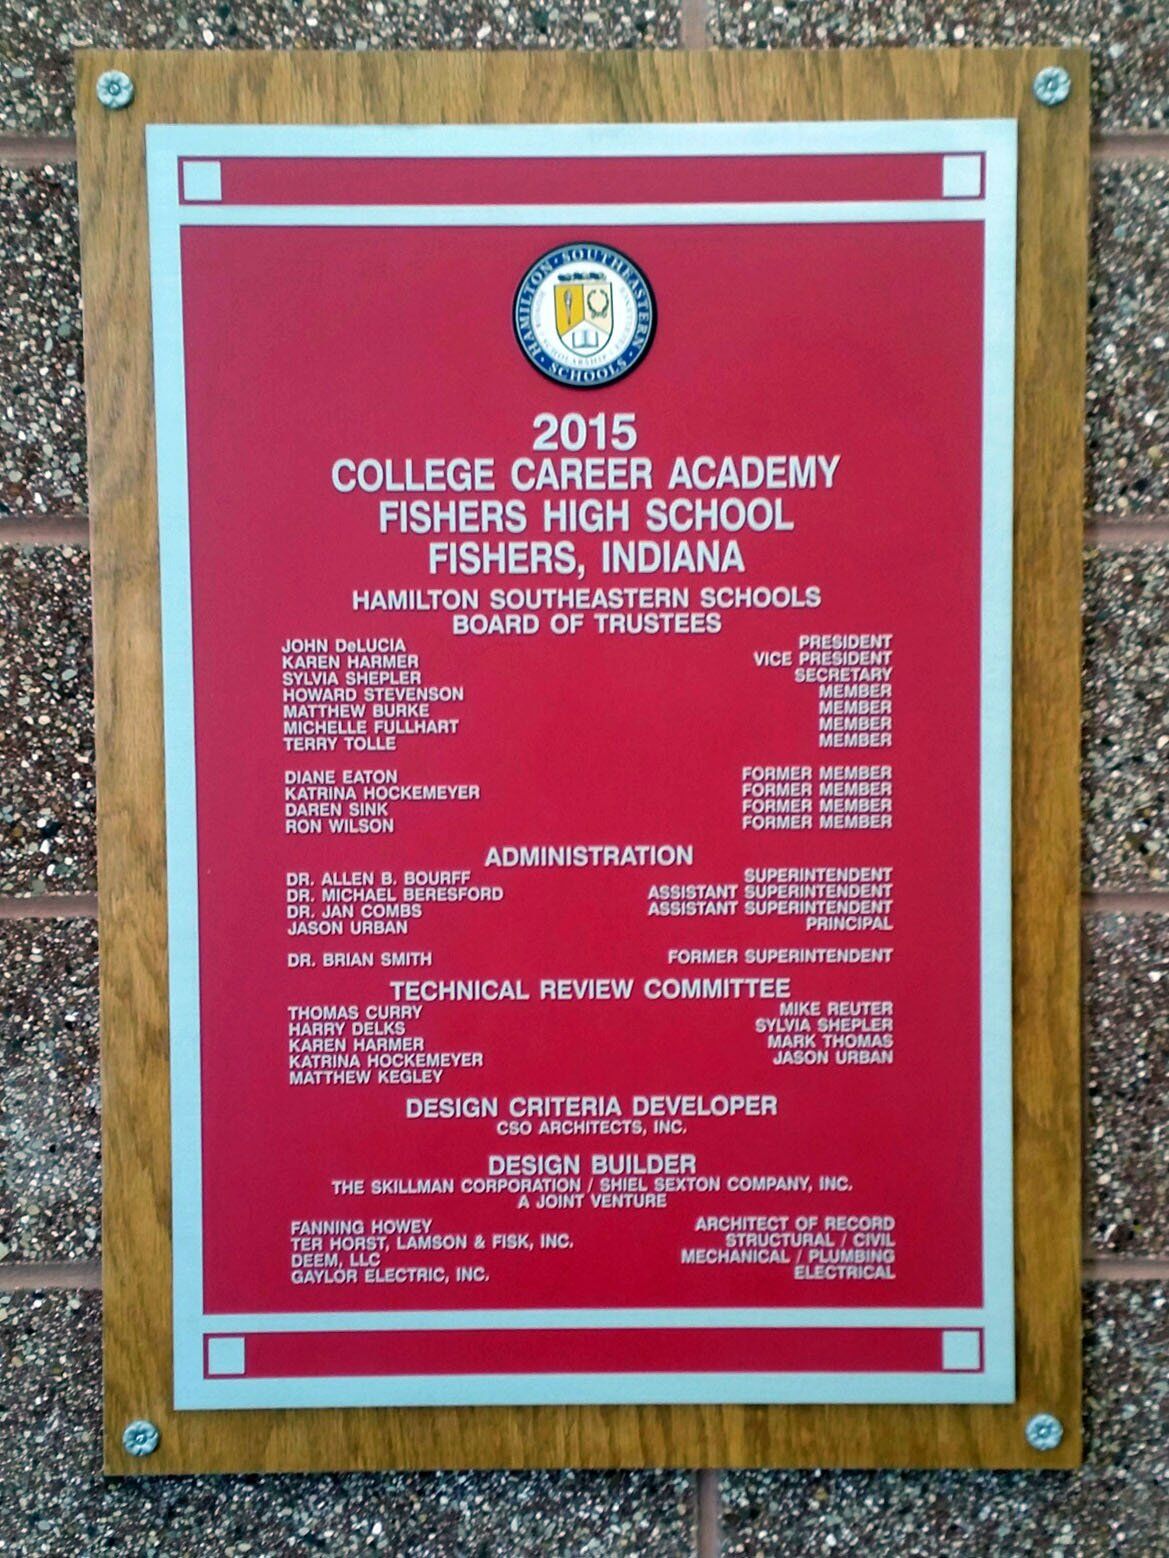 HAMILTON · SOUTHEASTERN · SCHOOLS ·
SCHOLARSHIP
2015
COLLEGE CAREER ACADEMY
FISHERS HIGH SCHOOL
FISHERS, INDIANA
HAMILTON SOUTHEASTERN SCHOOLS
BOARD OF TRUSTEES
JOHN DeLUCIA PRESIDENT
KAREN HARMER VICE PRESIDENT
SYLVIA SHEPLER SECRETARY
HOWARD STEVENSON MEMBER
MATTHEW BURKE MEMBER
MICHELLE FULLHART MEMBER
TERRY TOLLE MEMBER
DIANE EATON FORMER MEMBER
KATRINA HOCKEMEYER FORMER MEMBER
DAREN SINK FORMER MEMBER
RON WILSON FORMER MEMBER
ADMINISTRATION
DR. ALLEN B. BOURFF SUPERINTENDENT
DR. MICHAEL BERESFORD ASSISTANT SUPERINTENDENT
DR. JAN COMBS ASSISTANT SUPERINTENDENT
JASON URBAN PRINCIPAL
DR. BRIAN SMITH FORMER SUPERINTENDENT
TECHNICAL REVIEW COMMITTEE
THOMAS CURRY MIKE REUTER
HARRY DELKS SYLVIA SHEPLER
KAREN HARMER MARK THOMAS
KATRINA HOCKEMEYER JASON URBAN
MATTHEW KEGLEY
DESIGN CRITERIA DEVELOPER
CSO ARCHITECTS, INC.
DESIGN BUILDER
THE SKILLMAN CORPORATION / SHIEL SEXTON COMPANY, INC.
A JOINT VENTURE
FANNING HOWEY ARCHITECT OF RECORD
TER HORST, LAMSON & FISK, INC. STRUCTURAL / CIVIL
DEEM, LLC MECHANICAL / PLUMBING
GAYLOR ELECTRIC, INC. ELECTRICAL